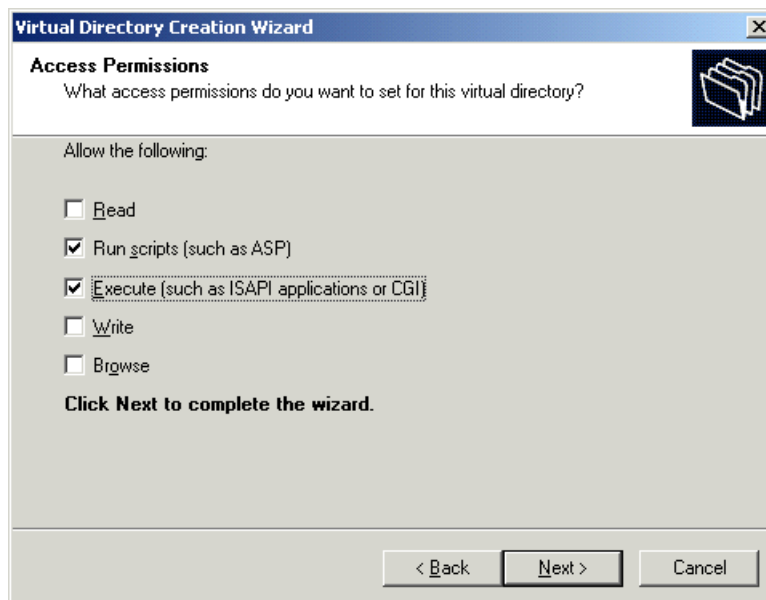 Virtual Directory Creation Wizard
Access Permissions
What access permissions do you want to set for this virtual directory?
Allow the following:
Read
Run scripts (such as ASP)
Execute (such as ISAPI applications or CGI)
Write
Browse
Click Next to complete the wizard.
< Back Next > Cancel